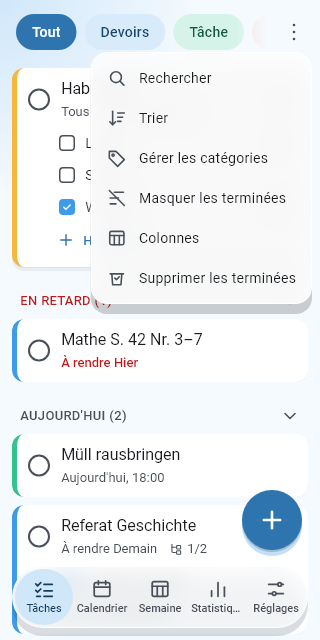 Tout Devoirs Tâche
Rechercher
Trier
Gérer les catégories
Masquer les terminées
Colonnes
Supprimer les terminées
Hab
Tous
L
S
W
H
EN RETARD (1)
Mathe S. 42 Nr. 3–7
À rendre Hier
AUJOURD'HUI (2)
Müll rausbringen
Aujourd'hui, 18:00
Referat Geschichte
À rendre Demain 1/2
Tâches Calendrier Semaine Statistiq… Réglages